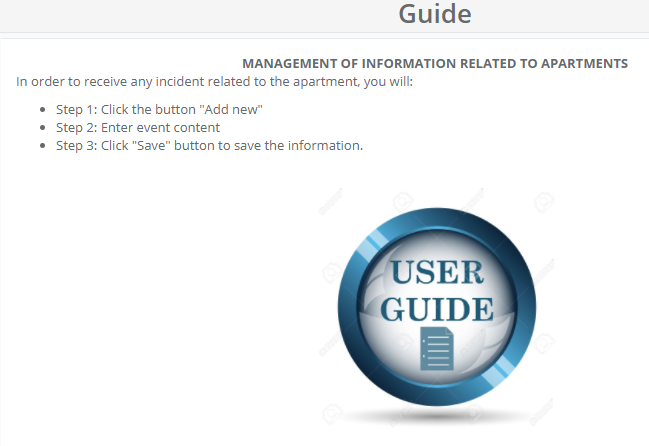 Guide
MANAGEMENT OF INFORMATION RELATED TO APARTMENTS
In order to receive any incident related to the apartment, you will:
Step 1: Click the button "Add new"
Step 2: Enter event content
Step 3: Click "Save" button to save the information.
USER
GUIDE